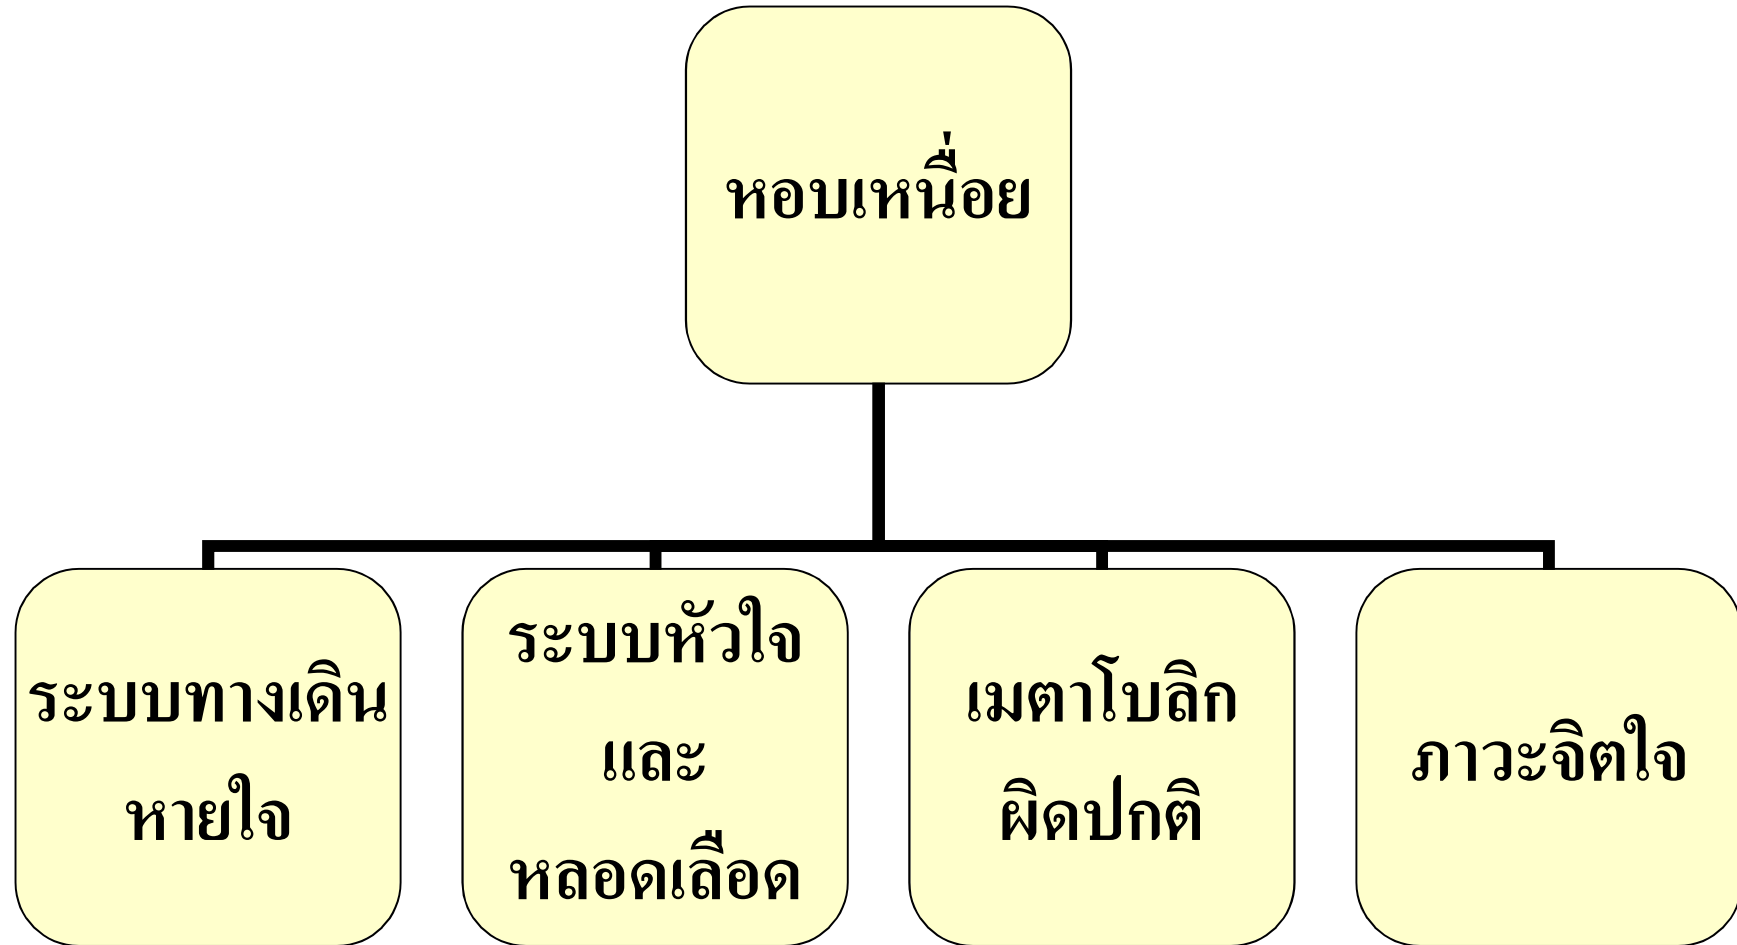 หอบเหนื่อย
ระบบทางเดิน
หายใจ
ระบบหัวใจ
และ
หลอดเลือด
เมตาโบลิก
ผิดปกติ
ภาวะจิตใจ